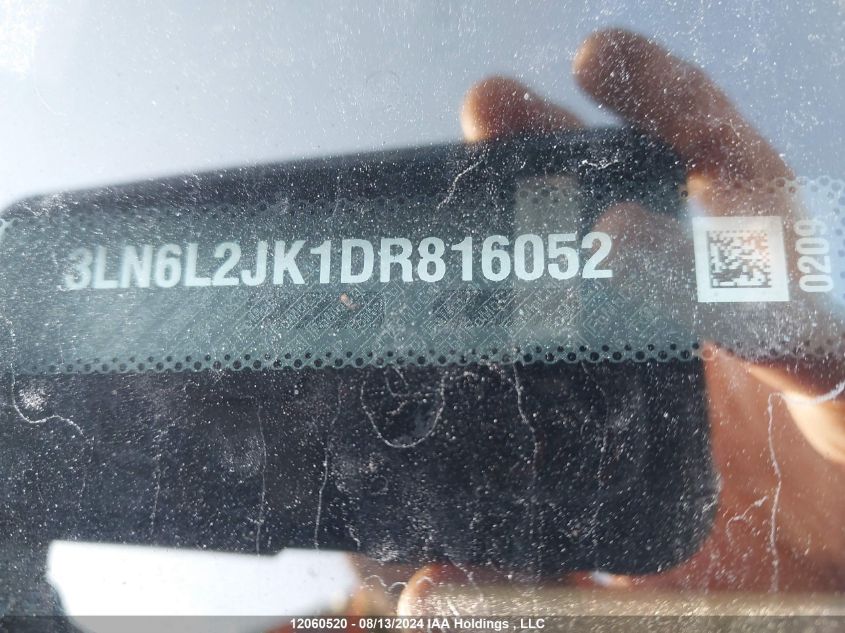 3LN6L2JK1DR816052
0209
12060520 - 08/13/2024 IAA Holdings, LLC